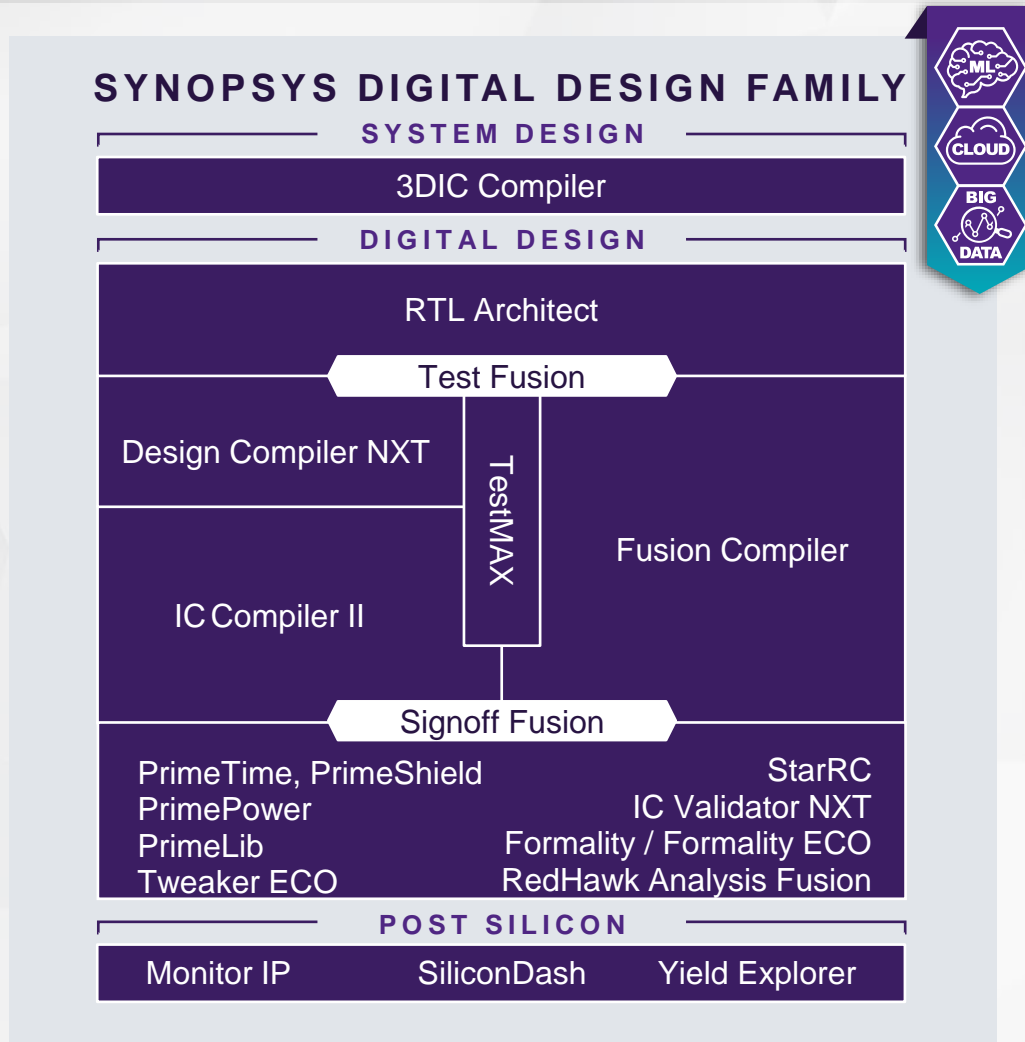 ML
CLOUD
BIG
DATA
SYNOPSYS DIGITAL DESIGN FAMILY
SYSTEM DESIGN
3DIC Compiler
DIGITAL DESIGN
RTL Architect
Test Fusion
Design Compiler NXT
TestMAX
Fusion Compiler
IC Compiler II
Signoff Fusion
PrimeTime, PrimeShield
PrimePower
PrimeLib
Tweaker ECO
StarRC
IC Validator NXT
Formality / Formality ECO
RedHawk Analysis Fusion
POST SILICON
Monitor IP
SiliconDash
Yield Explorer